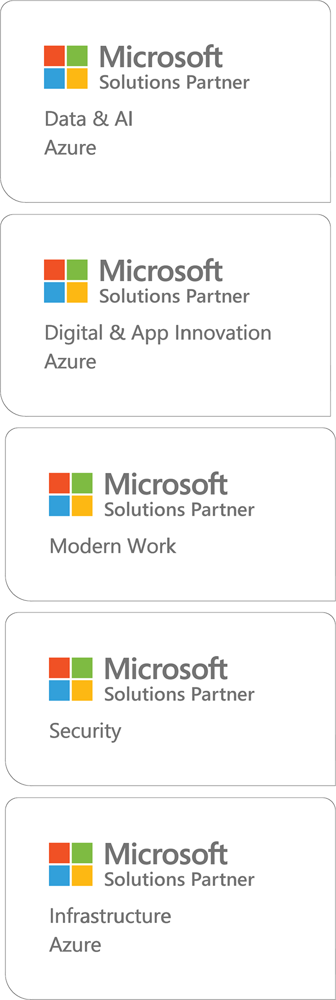 Microsoft
Solutions Partner
Data & AI
Azure
Microsoft
Solutions Partner
Digital & App Innovation
Azure
Microsoft
Solutions Partner
Modern Work
Microsoft
Solutions Partner
Security
Microsoft
Solutions Partner
Infrastructure
Azure